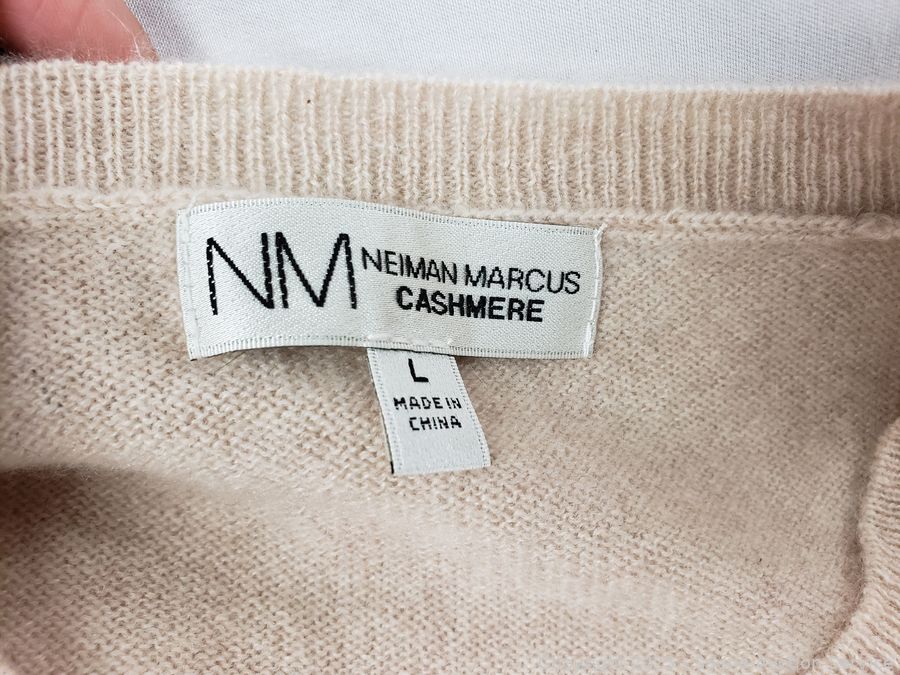 NM
NEIMAN MARCUS
CASHMERE
L
MADE IN
CHINA